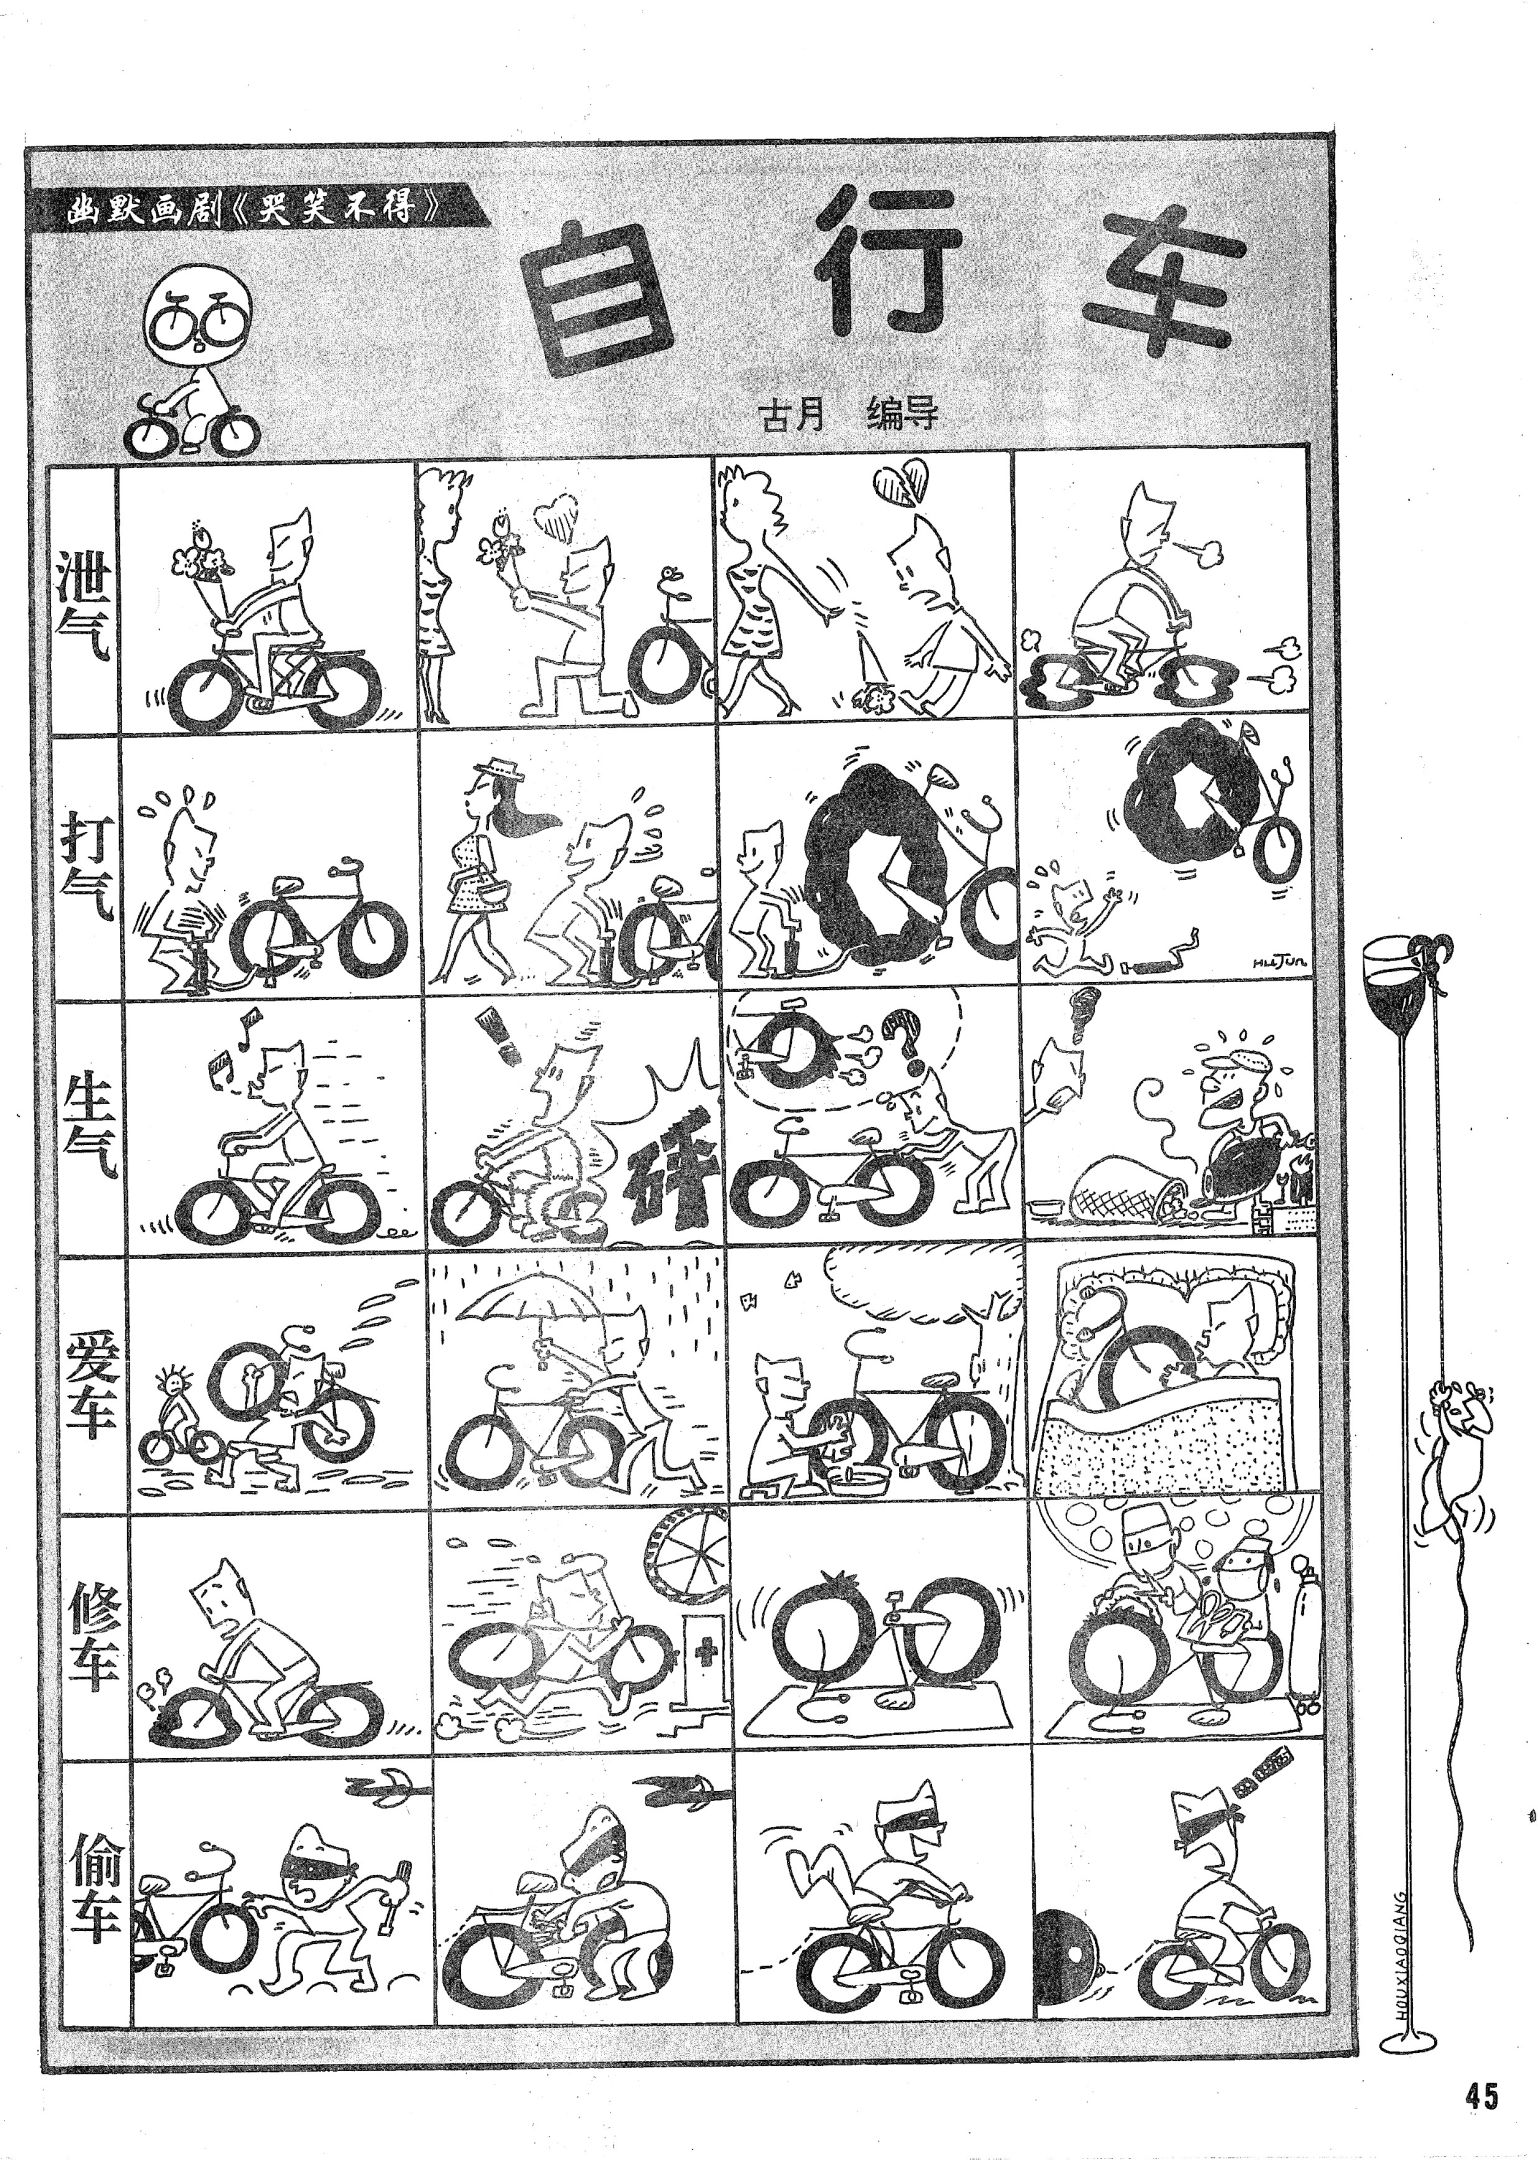 幽默画剧《哭笑不得》
自行车
古月 编导
泄气
打气
HUJUN
生气
砰
爱车
修车
偷车
HOUXIAOQIANG
45